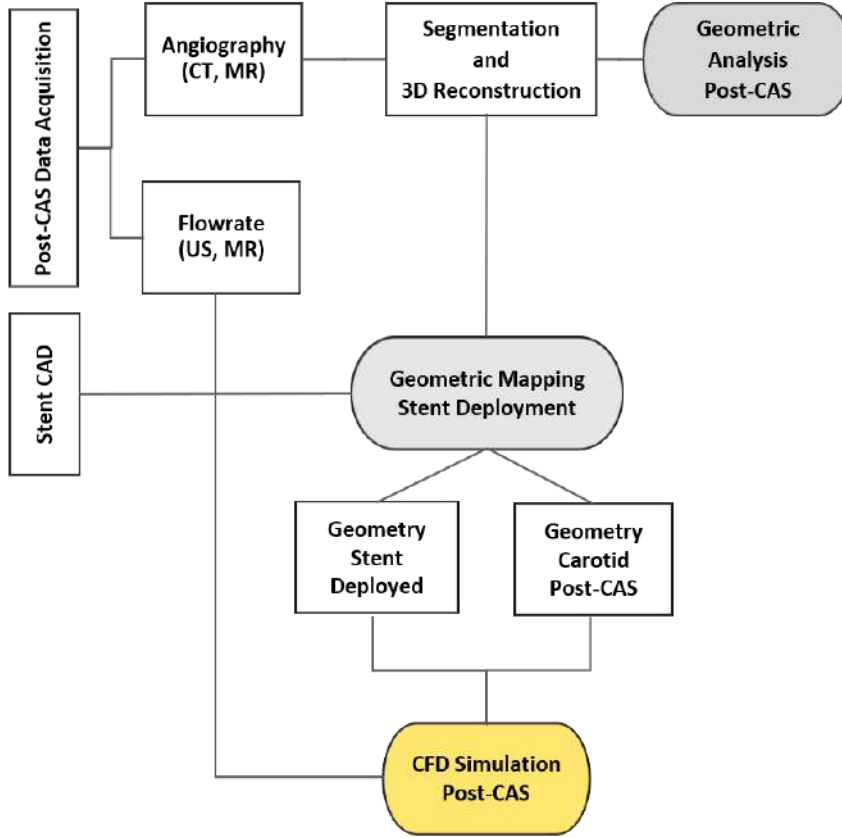 Post-CAS Data Acquisition
Angiography
(CT, MR)
Segmentation
and
3D Reconstruction
Geometric
Analysis
Post-CAS
Flowrate
(US, MR)
Stent CAD
Geometric Mapping
Stent Deployment
Geometry
Stent
Deployed
Geometry
Carotid
Post-CAS
CFD Simulation
Post-CAS